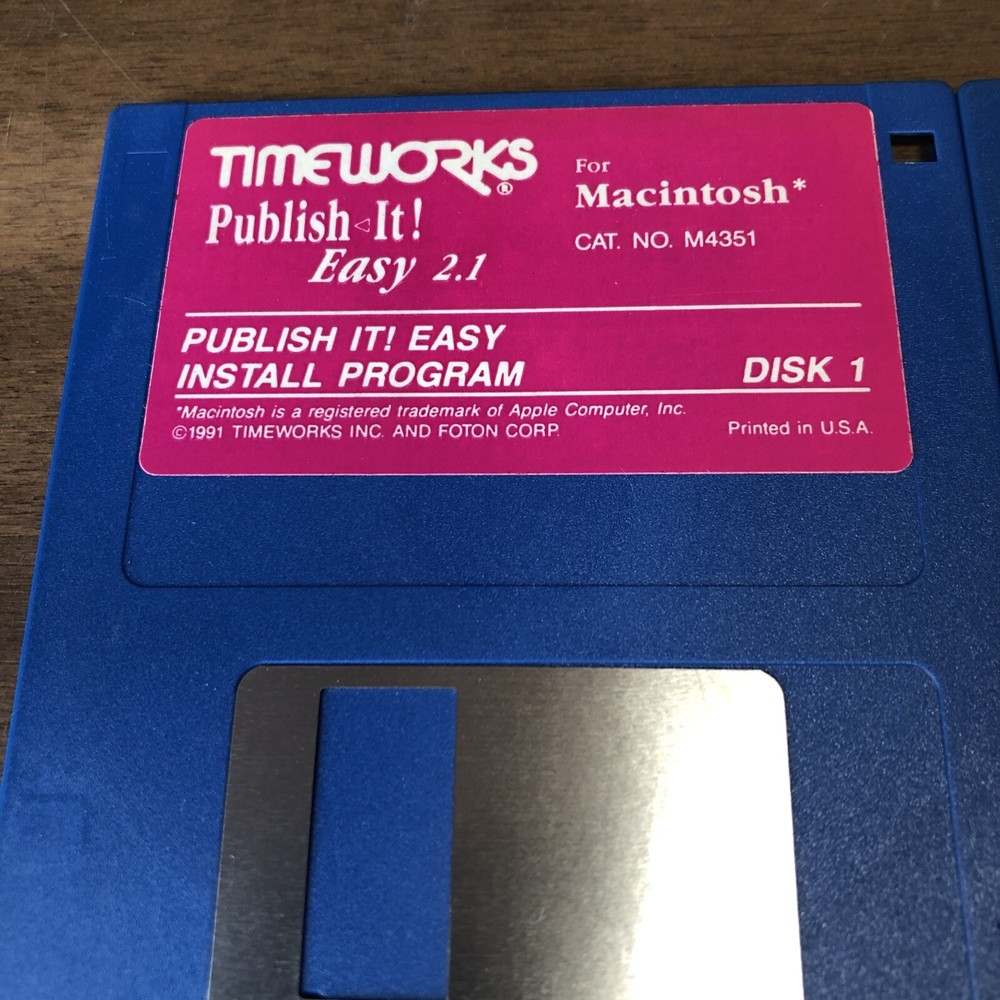 TIMEWORKS®
Publish It!
Easy 2.1
For
Macintosh*
CAT. NO. M4351
PUBLISH IT! EASY
INSTALL PROGRAM
DISK 1
*Macintosh is a registered trademark of Apple Computer, Inc.
©1991 TIMEWORKS INC. AND FOTON CORP.
Printed in U.S.A.